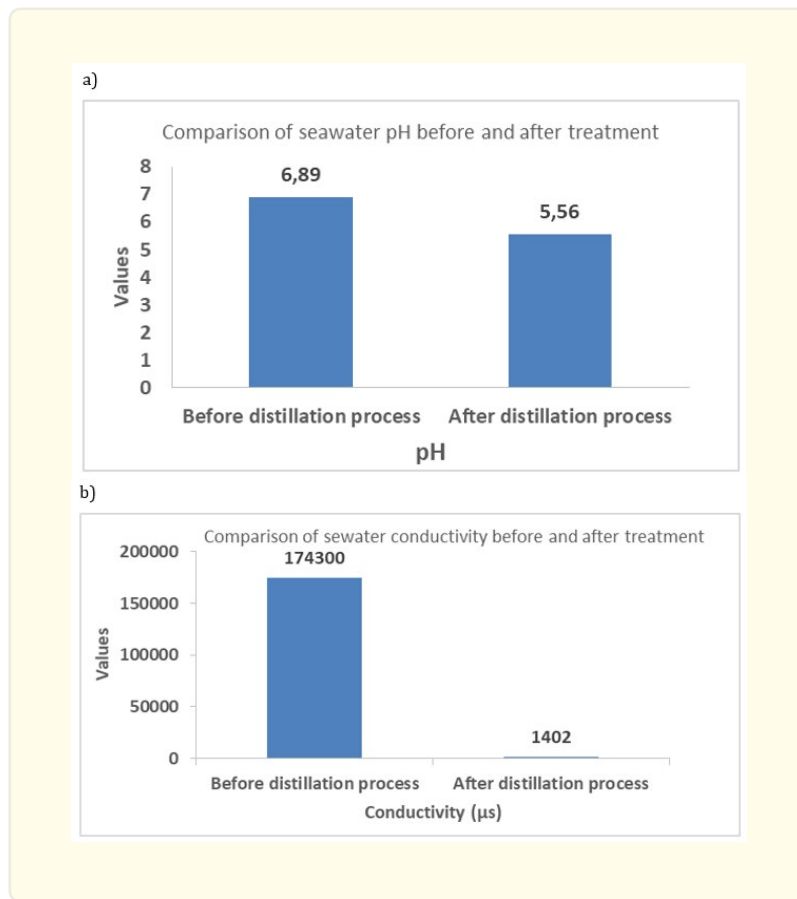 a)
Comparison of seawater pH before and after treatment
8
7
6
5
4
3
2
1
0
Values
6,89
5,56
Before distillation process After distillation process
pH
b)
Comparison of sewater conductivity before and after treatment
200000
150000
100000
50000
0
Values
174300
1402
Before distillation process After distillation process
Conductivity (µs)